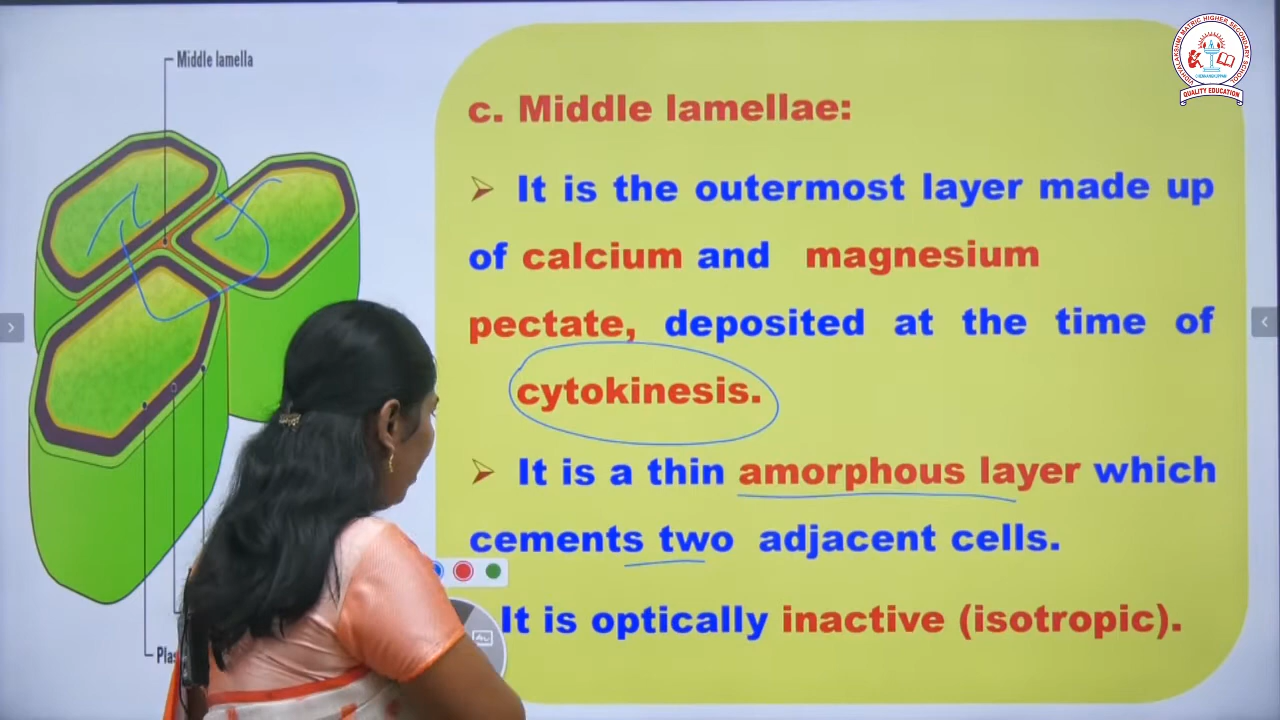 Middle lamella
c. Middle lamellae:
➢ It is the outermost layer made up
of calcium and magnesium
pectate, deposited at the time of
cytokinesis.
➢ It is a thin amorphous layer which
cements two adjacent cells.
It is optically inactive (isotropic).
QUALITY EDUCATION